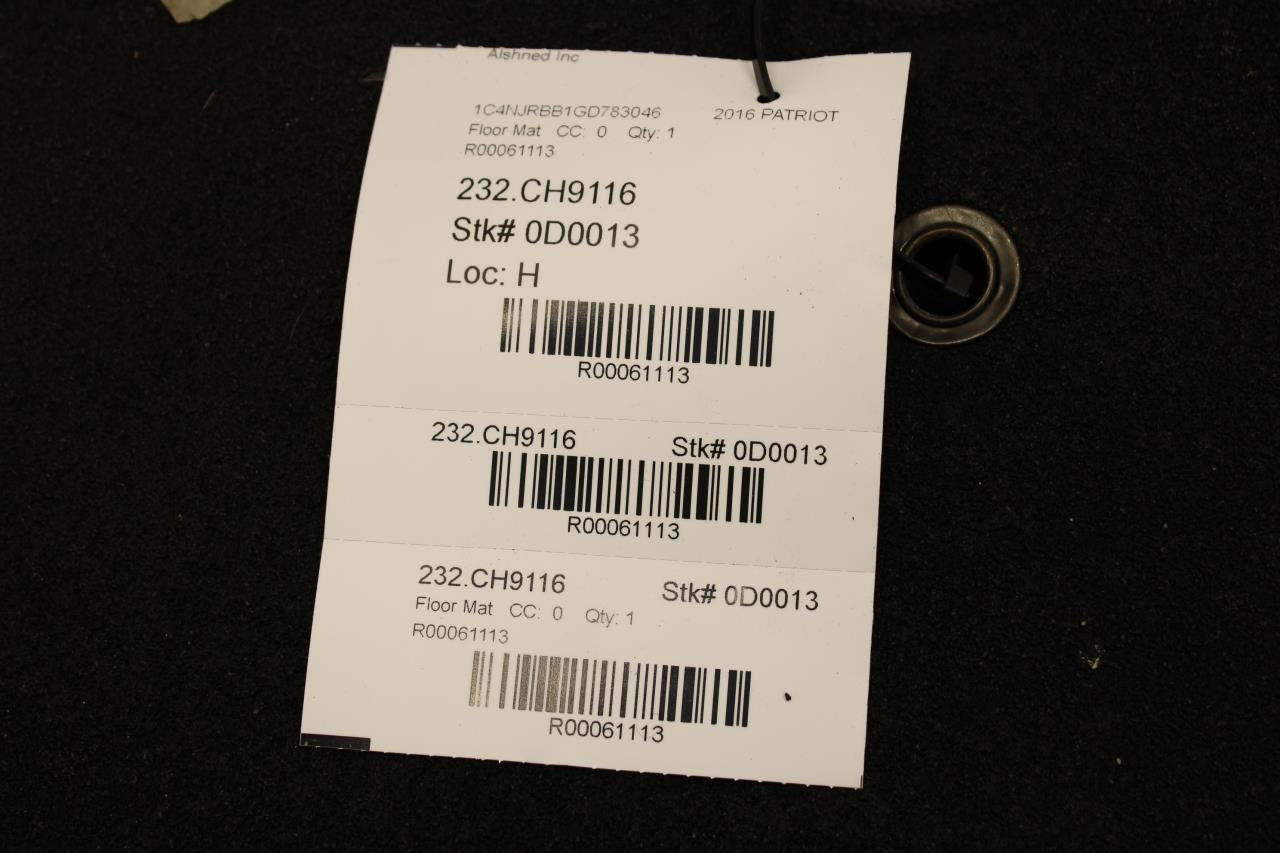 Alshned Inc
1C4NJRBB1GD783046 2016 PATRIOT
Floor Mat CC: 0 Qty: 1
R00061113
232.CH9116
Stk# 0D0013
Loc: H
R00061113
232.CH9116 Stk# 0D0013
R00061113
232.CH9116 Stk# 0D0013
Floor Mat CC: 0 Qty: 1
R00061113
R00061113